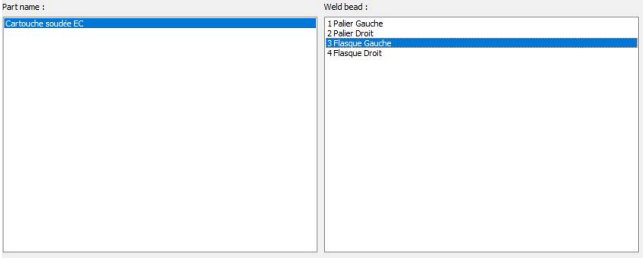 Part name :
Weld bead :
Cartouche soudée EC
1 Palier Gauche
2 Palier Droit
3 Flasque Gauche
4 Flasque Droit